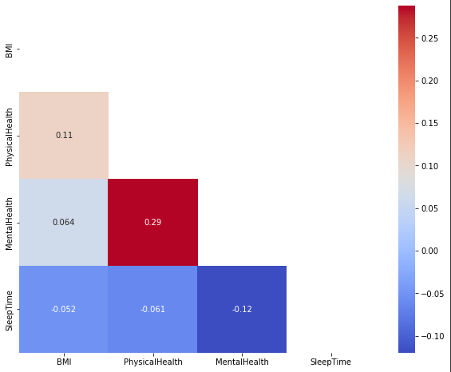 BMI
PhysicalHealth
MentalHealth
SleepTime
0.11
0.064
0.29
-0.052
-0.061
-0.12
BMI
PhysicalHealth
MentalHealth
SleepTime
0.25
0.20
0.15
0.10
0.05
0.00
-0.05
-0.10